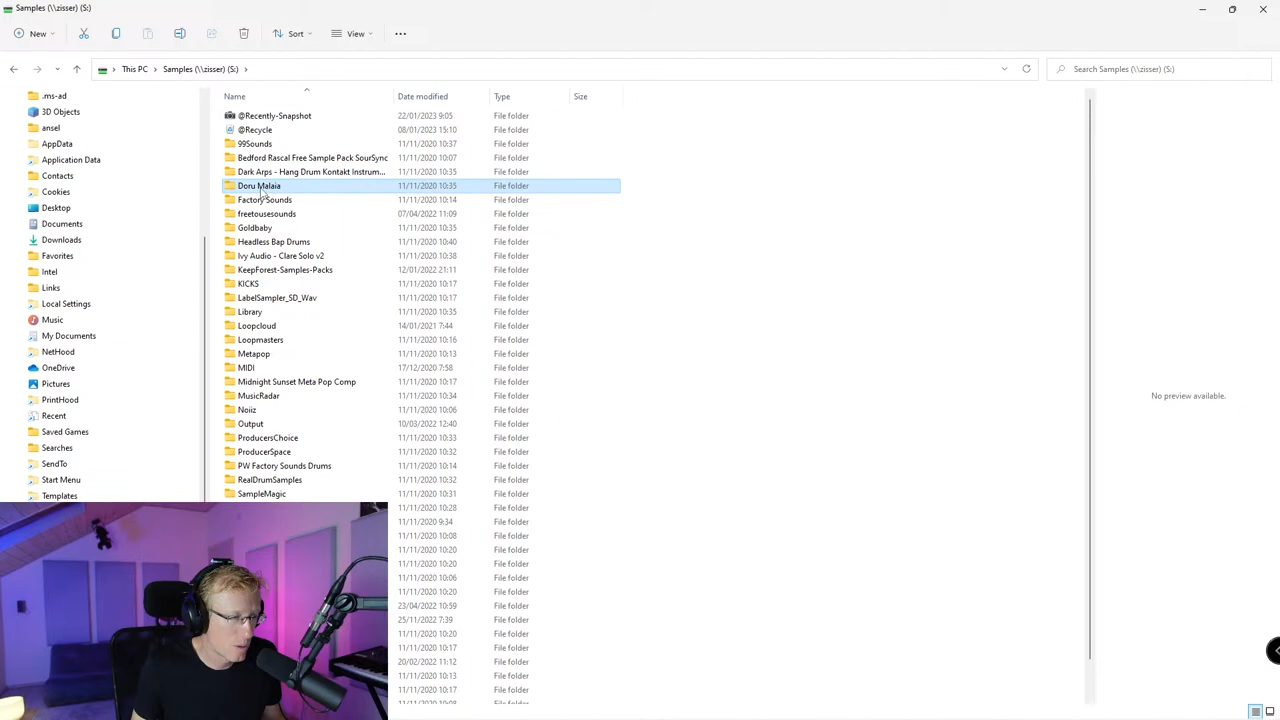 Samples (\\zisser) (S:)
New
Sort
View
This PC
Samples (\\zisser) (S:)
Search Samples (\\zisser) (S:)
.ms-ad
3D Objects
ansel
AppData
Application Data
Contacts
Cookies
Desktop
Documents
Downloads
Favorites
Intel
Links
Local Settings
Music
My Documents
NetHood
OneDrive
Pictures
PrintHood
Recent
Saved Games
Searches
SendTo
Start Menu
Templates
Name Date modified Type Size
@Recently-Snapshot 22/01/2023 9:05 File folder
@Recycle 08/01/2023 15:10 File folder
99Sounds 11/11/2020 10:37 File folder
Bedford Rascal Free Sample Pack SourSync 11/11/2020 10:07 File folder
Dark Arps - Hang Drum Kontakt Instrum... 11/11/2020 10:35 File folder
Doru Malaia 11/11/2020 10:35 File folder
Factory Sounds 11/11/2020 10:14 File folder
freetousesounds 07/04/2022 11:09 File folder
Goldbaby 11/11/2020 10:35 File folder
Headless Bap Drums 11/11/2020 10:40 File folder
Ivy Audio - Clare Solo v2 11/11/2020 10:38 File folder
KeepForest-Samples-Packs 12/01/2022 21:11 File folder
KICKS 11/11/2020 10:17 File folder
LabelSampler_SD_Wav 11/11/2020 10:17 File folder
Library 11/11/2020 10:35 File folder
Loopcloud 14/01/2021 7:44 File folder
Loopmasters 11/11/2020 10:16 File folder
Metapop 11/11/2020 10:13 File folder
MIDI 17/12/2020 7:58 File folder
Midnight Sunset Meta Pop Comp 11/11/2020 10:17 File folder
MusicRadar 11/11/2020 10:34 File folder
Noiiz 11/11/2020 10:06 File folder
Output 10/03/2022 12:40 File folder
ProducersChoice 11/11/2020 10:33 File folder
ProducerSpace 11/11/2020 10:32 File folder
PW Factory Sounds Drums 11/11/2020 10:14 File folder
RealDrumSamples 11/11/2020 10:32 File folder
SampleMagic 11/11/2020 10:31 File folder
11/11/2020 10:28 File folder
11/11/2020 9:34 File folder
11/11/2020 10:08 File folder
11/11/2020 10:20 File folder
11/11/2020 10:20 File folder
11/11/2020 10:06 File folder
11/11/2020 10:20 File folder
23/04/2022 10:59 File folder
25/11/2022 7:39 File folder
11/11/2020 10:20 File folder
11/11/2020 10:17 File folder
20/02/2022 11:12 File folder
11/11/2020 10:13 File folder
11/11/2020 10:17 File folder
11/11/2020 10:08 File folder
No preview available.